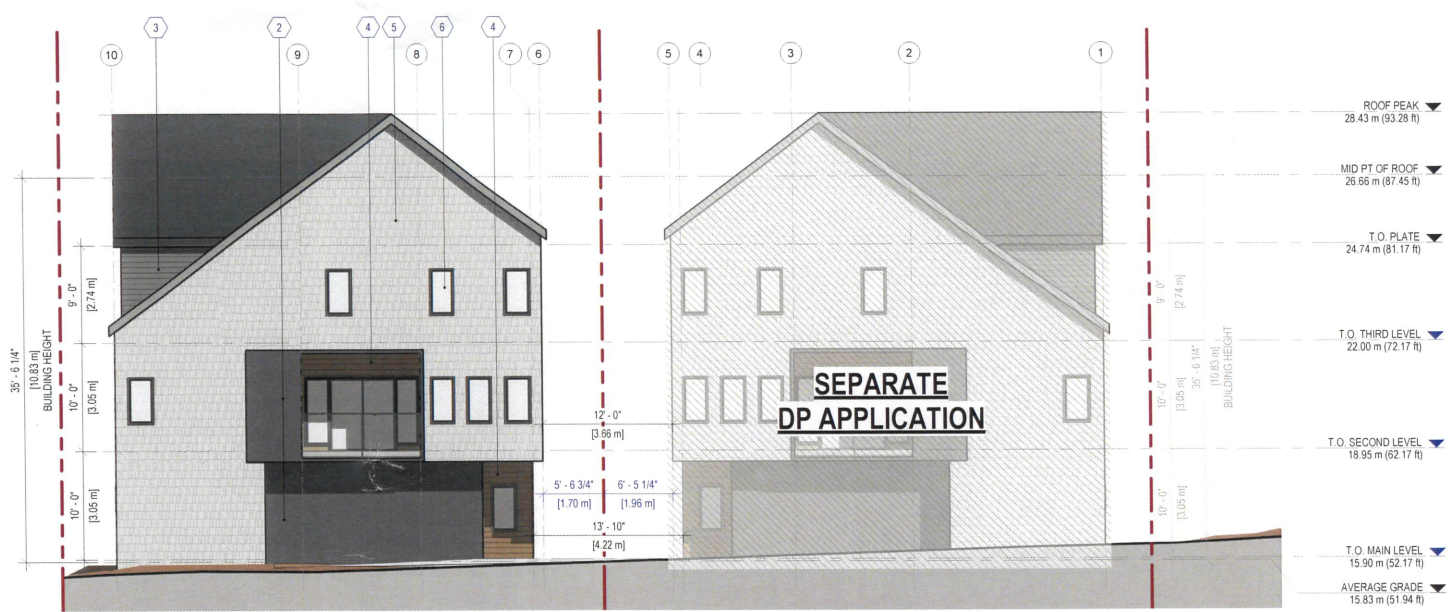 3
2
4
5
6
4
10
9
8
7
6
5
4
3
2
1
ROOF PEAK
28.43 m (93.28 ft)
MID PT OF ROOF
26.66 m (87.45 ft)
T.O. PLATE
24.74 m (81.17 ft)
T.O. THIRD LEVEL
22.00 m (72.17 ft)
T.O. SECOND LEVEL
18.95 m (62.17 ft)
T.O. MAIN LEVEL
15.90 m (52.17 ft)
AVERAGE GRADE
15.83 m (51.94 ft)
35' - 6 1/4"
[10.83 m]
BUILDING HEIGHT
9' - 0"
[2.74 m]
10' - 0"
[3.05 m]
10' - 0"
[3.05 m]
SEPARATE
DP APPLICATION
12' - 0"
[3.66 m]
5' - 6 3/4"
[1.70 m]
6' - 5 1/4"
[1.96 m]
13' - 10"
[4.22 m]
9' - 0"
[2.74 m]
10' - 0"
[3.05 m]
10' - 0"
[3.05 m]
35' - 6 1/4"
[10.83 m]
BUILDING HEIGHT